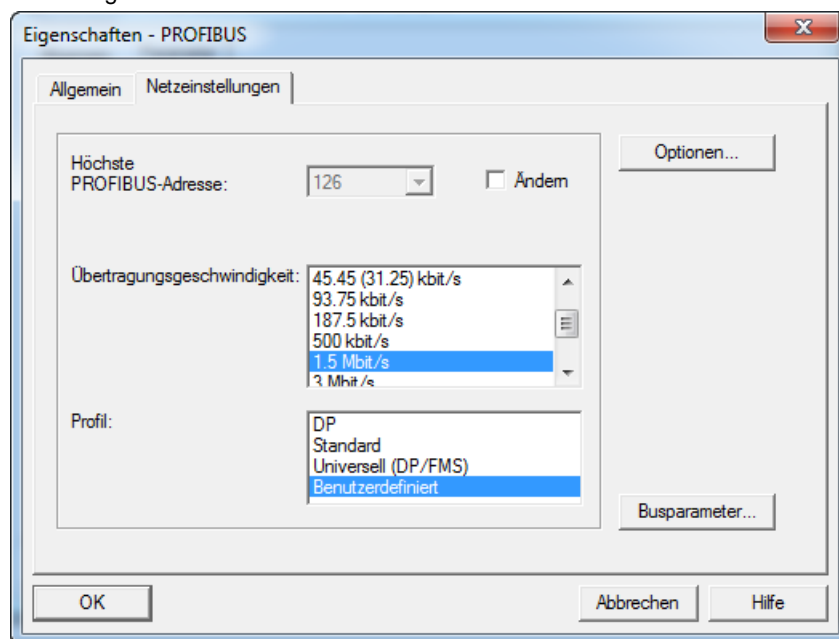 Eigenschaften - PROFIBUS
Allgemein
Netzeinstellungen
Höchste
PROFIBUS-Adresse:
126
Ändern
Optionen...
Übertragungsgeschwindigkeit:
45.45 (31.25) kbit/s
93.75 kbit/s
187.5 kbit/s
500 kbit/s
1.5 Mbit/s
3 Mbit/s
Profil:
DP
Standard
Universell (DP/FMS)
Benutzerdefiniert
Busparameter...
OK
Abbrechen
Hilfe